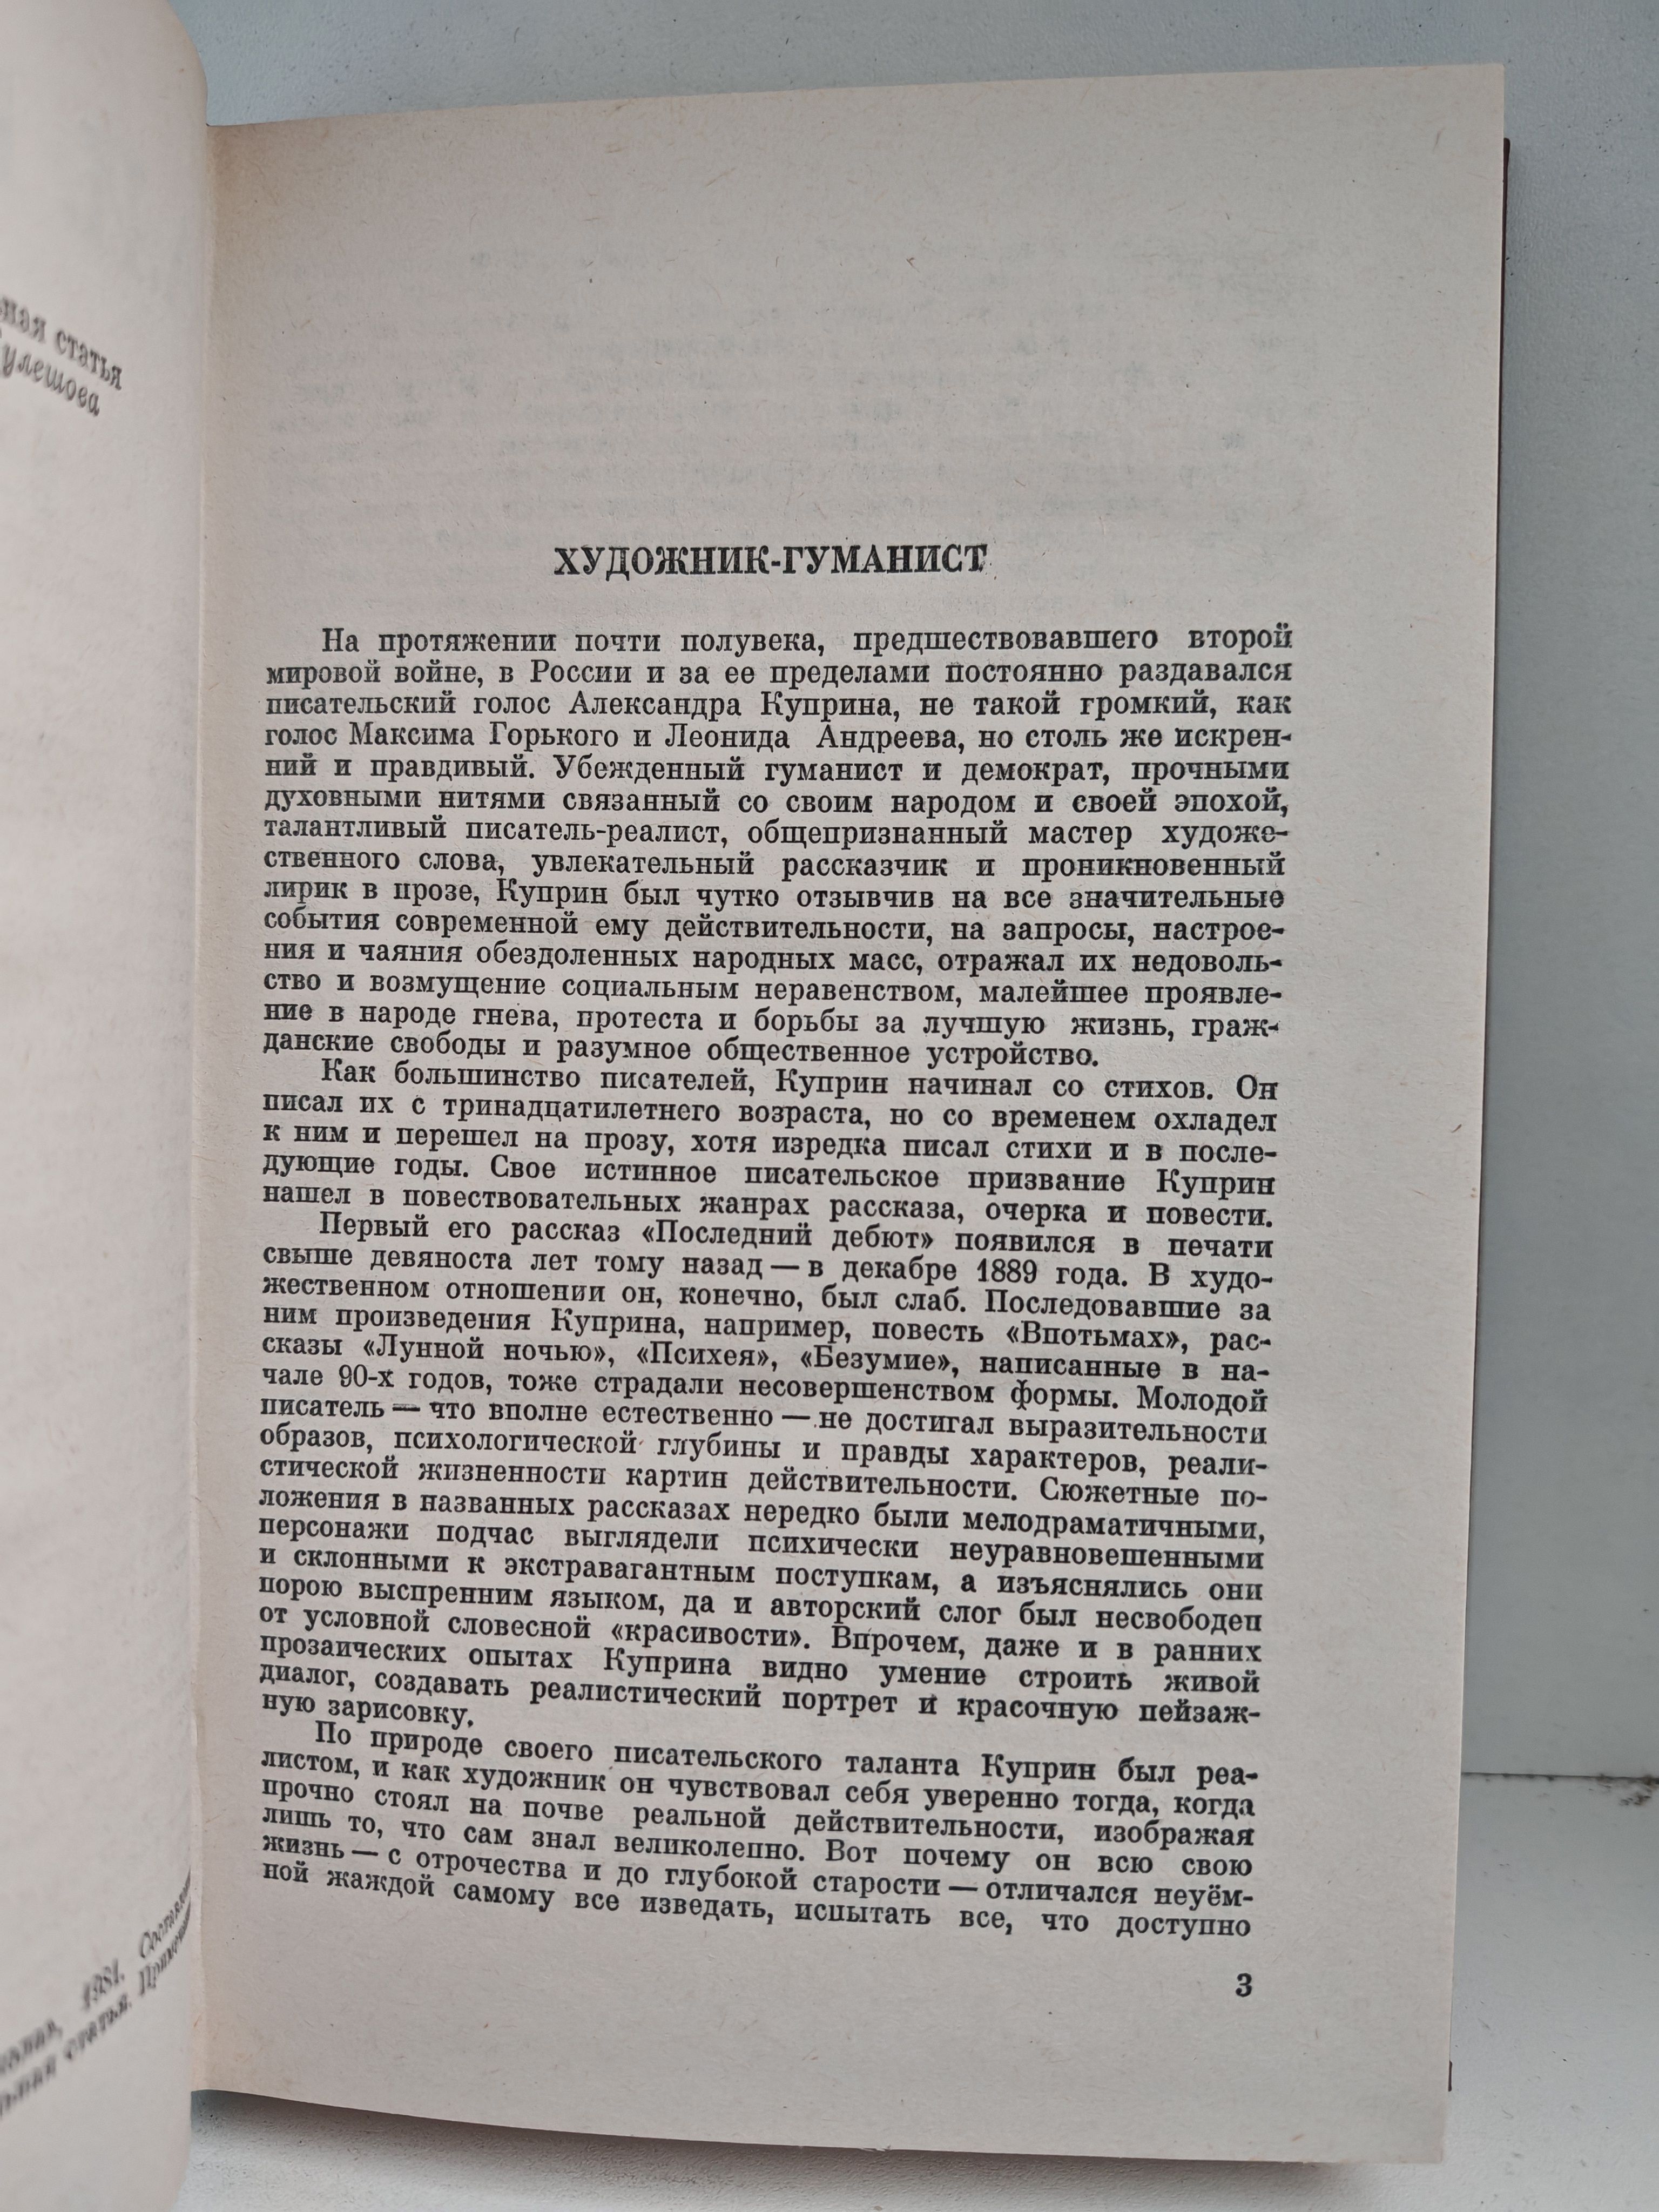 ная статья
улешова
1981.
ХУДОЖНИК-ГУМАНИСТ
На протяжении почти полувека, предшествовавшего второй
мировой войне, в России и за ее пределами постоянно раздавался
писательский голос Александра Куприна, не такой громкий, как
голос Максима Горького и Леонида Андреева, но столь же искрен-
ний и правдивый. Убежденный гуманист и демократ, прочными
духовными нитями связанный со своим народом и своей эпохой,
талантливый писатель-реалист, общепризнанный мастер художе-
ственного слова, увлекательный рассказчик и проникновенный
лирик в прозе, Куприн был чутко отзывчив на все значительные
события современной ему действительности, на запросы, настрое-
ния и чаяния обездоленных народных масс, отражал их недоволь-
ство и возмущение социальным неравенством, малейшее проявле-
ние в народе гнева, протеста и борьбы за лучшую жизнь, граж-
данские свободы и разумное общественное устройство.
Как большинство писателей, Куприн начинал со стихов. Он
писал их с тринадцатилетнего возраста, но со временем охладел
к ним и перешел на прозу, хотя изредка писал стихи и в после-
дующие годы. Свое истинное писательское призвание Куприн
нашел в повествовательных жанрах рассказа, очерка и повести.
Первый его рассказ «Последний дебют» появился в печати
свыше девяноста лет тому назад — в декабре 1889 года. В худо-
жественном отношении он, конечно, был слаб. Последовавшие за
ним произведения Куприна, например, повесть «Впотьмах», рас-
сказы «Лунной ночью», «Психея», «Безумие», написанные в на-
чале 90-х годов, тоже страдали несовершенством формы. Молодой
писатель — что вполне естественно — не достигал выразительности
образов, психологической глубины и правды характеров, реали-
стической жизненности картин действительности. Сюжетные по-
ложения в названных рассказах нередко были мелодраматичными,
персонажи подчас выглядели психически неуравновешенными
и склонными к экстравагантным поступкам, а изъяснялись они
порою выспренним языком, да и авторский слог был несвободен
от условной словесной «красивости». Впрочем, даже и в ранних
прозаических опытах Куприна видно умение строить живой
диалог, создавать реалистический портрет и красочную пейзаж-
ную зарисовку.
По природе своего писательского таланта Куприн был реа-
листом, и как художник он чувствовал себя уверенно тогда, когда
прочно стоял на почве реальной действительности, изображая
лишь то, что сам знал великолепно. Вот почему он всю свою
жизнь — с отрочества и до глубокой старости — отличался неуём-
ной жаждой самому все изведать, испытать все, что доступно
3